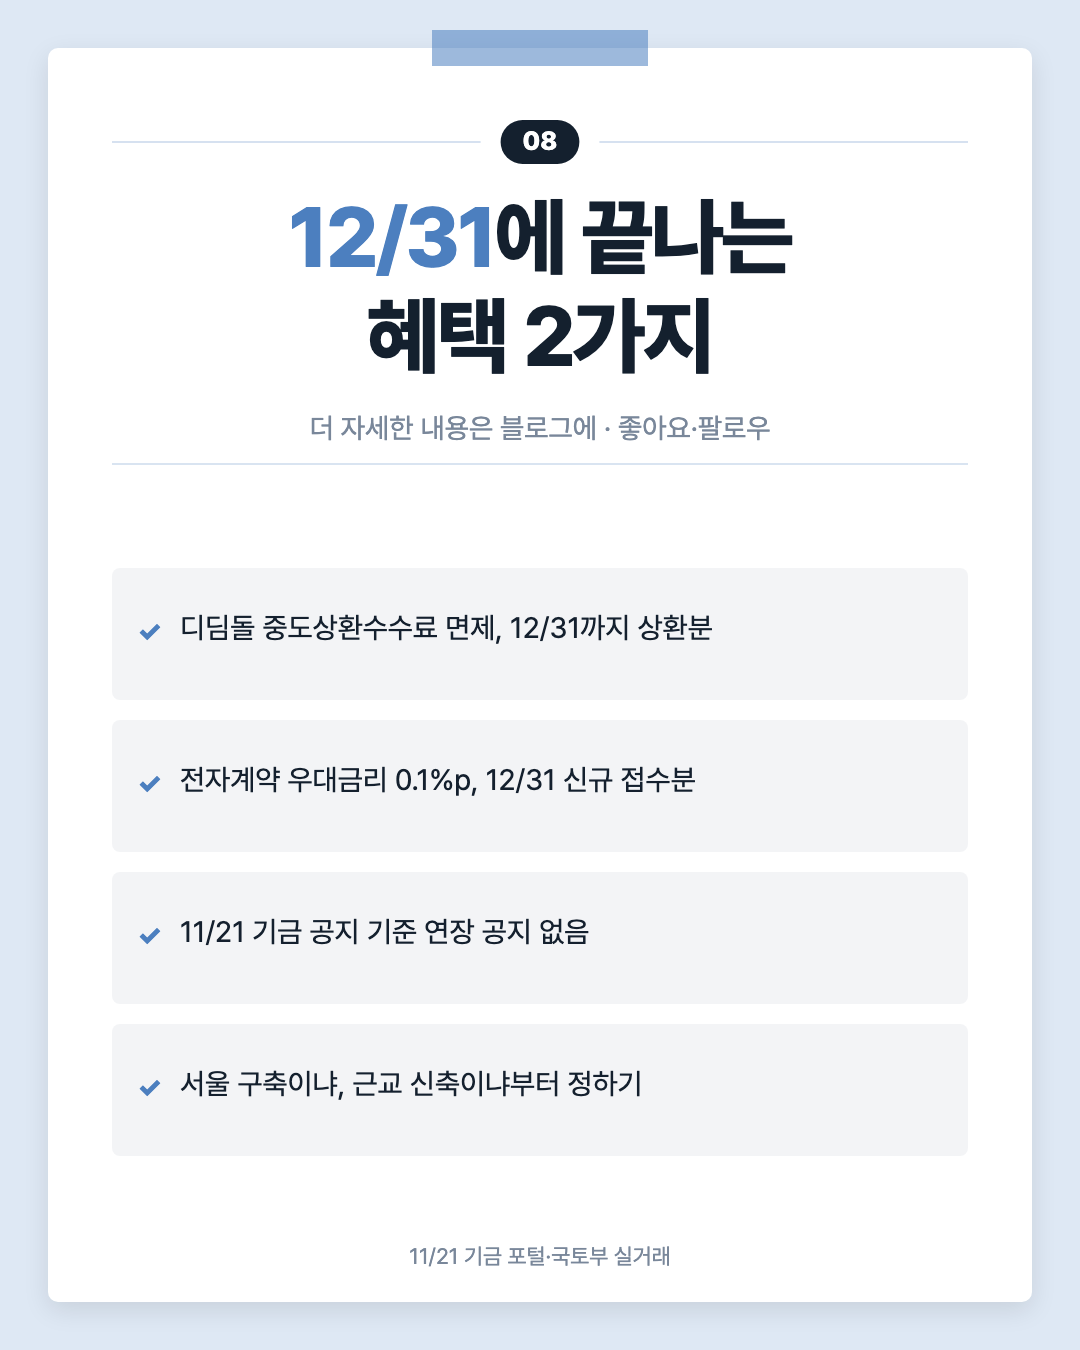 08
12/31에 끝나는
혜택 2가지
더 자세한 내용은 블로그에 · 좋아요·팔로우
디딤돌 중도상환수수료 면제, 12/31까지 상환분
전자계약 우대금리 0.1%p, 12/31 신규 접수분
11/21 기금 공지 기준 연장 공지 없음
서울 구축이냐, 근교 신축이냐부터 정하기
11/21 기금 포털·국토부 실거래